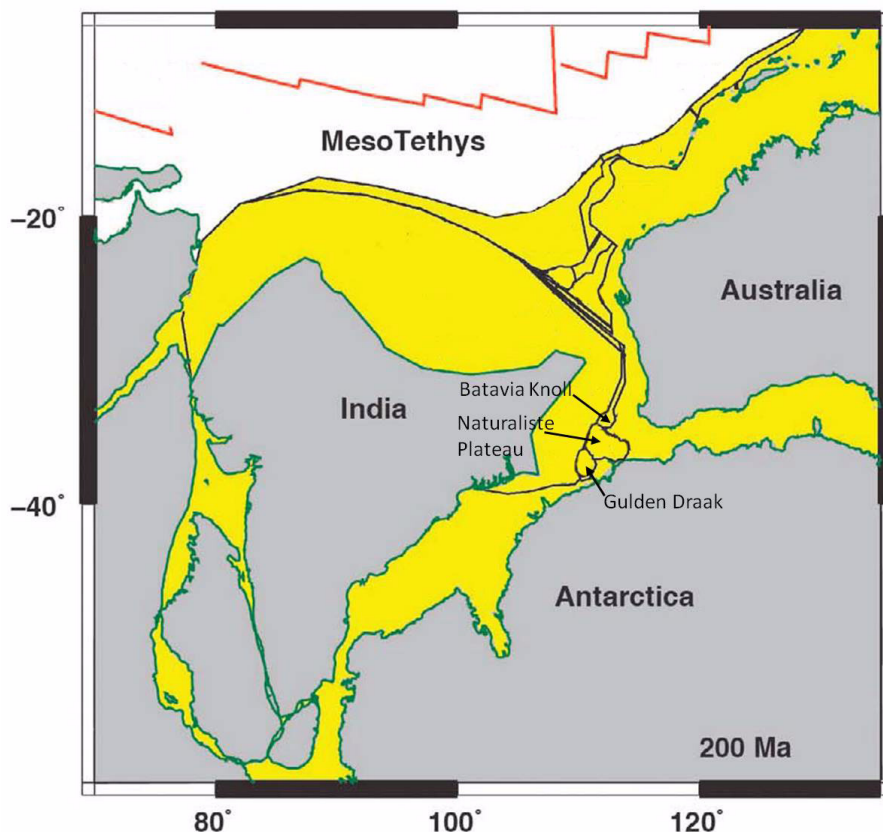 MesoTethys
−20°
Australia
Batavia Knoll
India
Naturaliste
Plateau
Gulden Draak
−40°
Antarctica
200 Ma
80°
100°
120°